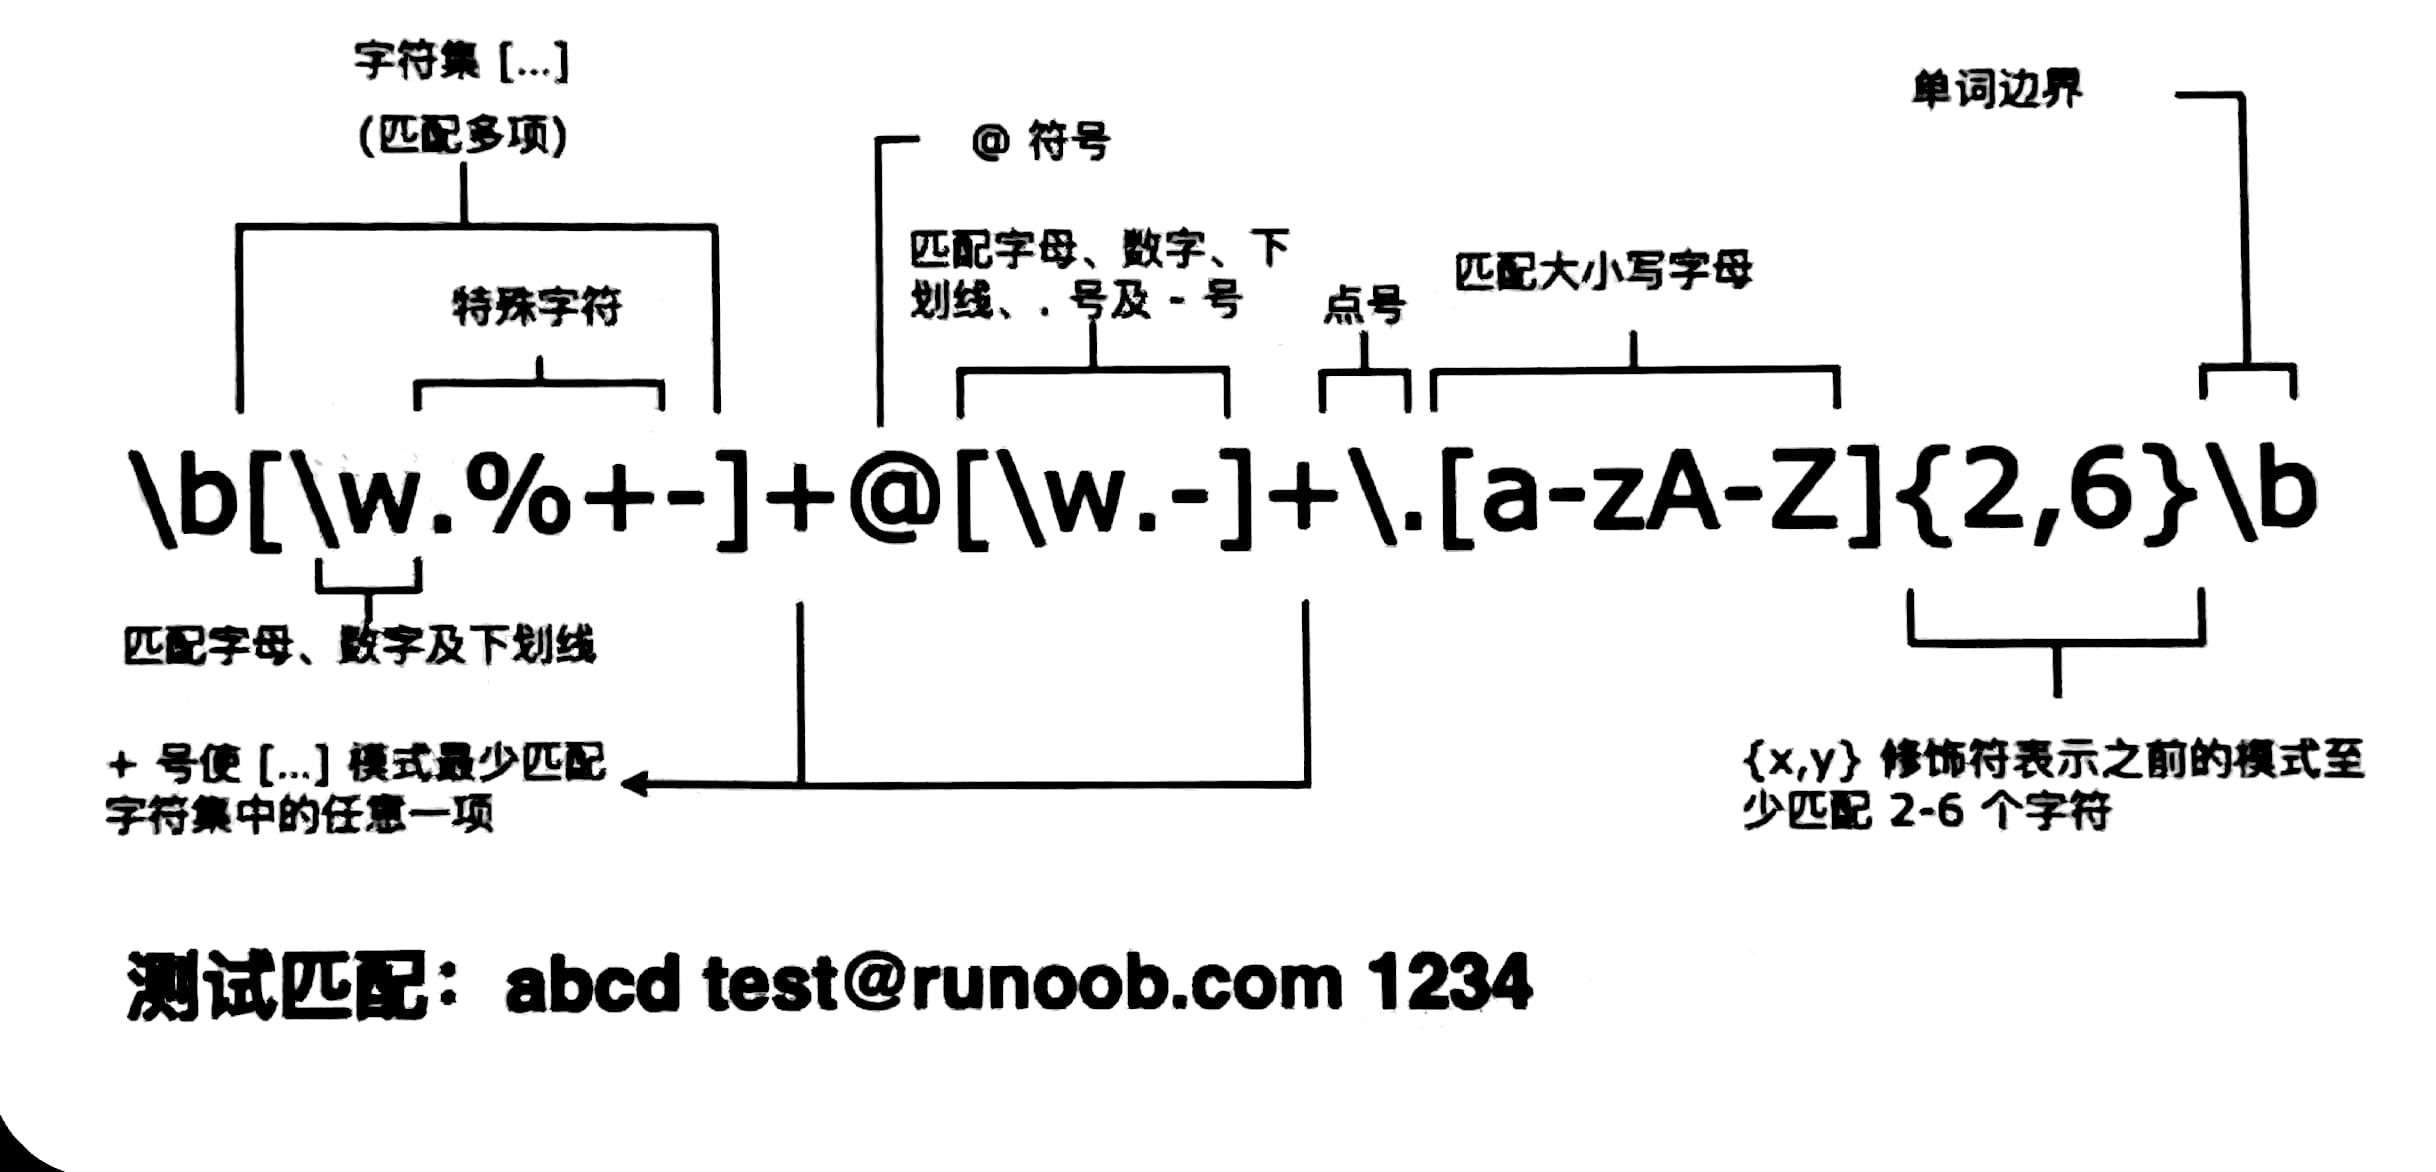 字符集 [...]
(匹配多项)
单词边界
@ 符号
匹配字母、数字、下
划线、. 号及 - 号
匹配大小写字母
特殊字符
点号
\b[\w.%+-]+@[\w.-]+\.[a-zA-Z]{2,6}\b
匹配字母、数字及下划线
+ 号使 [...] 模式最少匹配
字符集中的任意一项
{x,y} 修饰符表示之前的模式至
少匹配 2-6 个字符
测试匹配：abcd test@runoob.com 1234